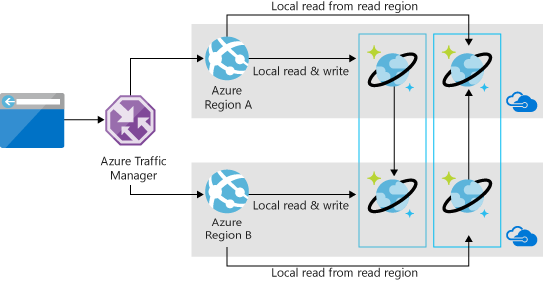 Local read from read region
Local read & write
Azure
Region A
Azure Traffic
Manager
Local read & write
Azure
Region B
Local read from read region